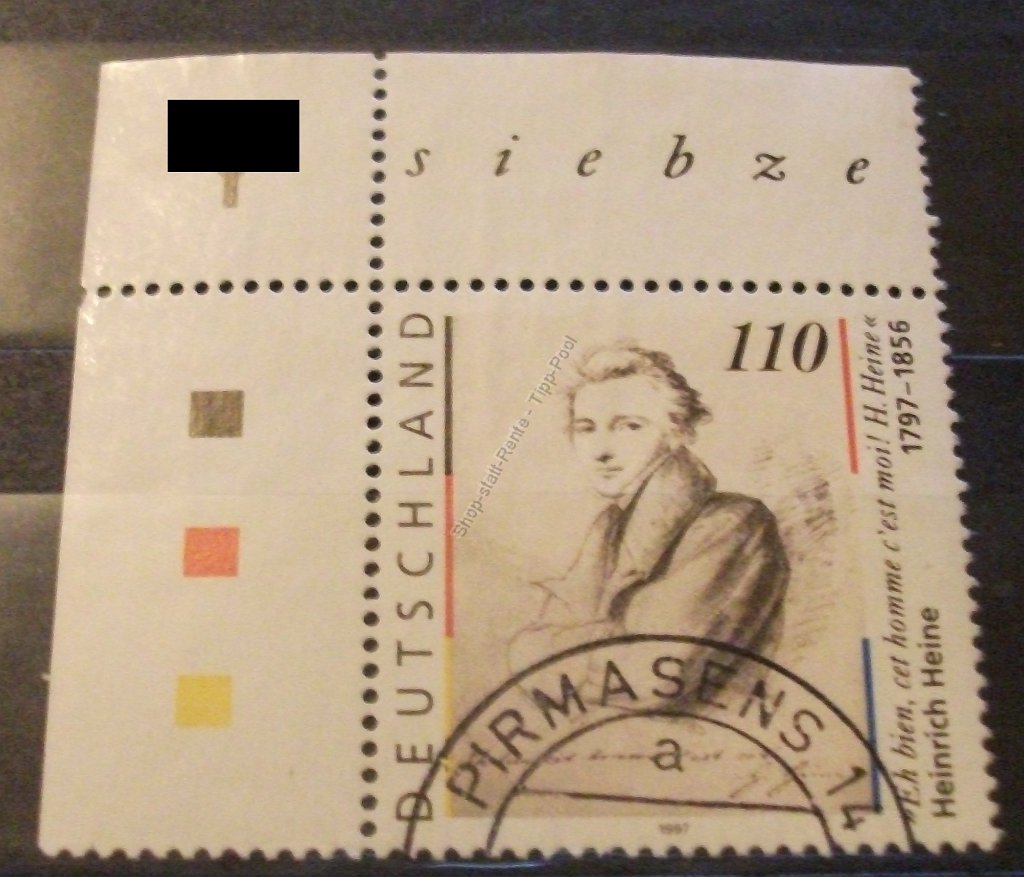 s i e b z e
110
DEUTSCHLAND
»Eh bien, cet homme c'est moi! H. Heine«
Heinrich Heine 1797–1856
Shop-statt-Rente - Tipp-Pool
PIRMASENS 14
a
1997